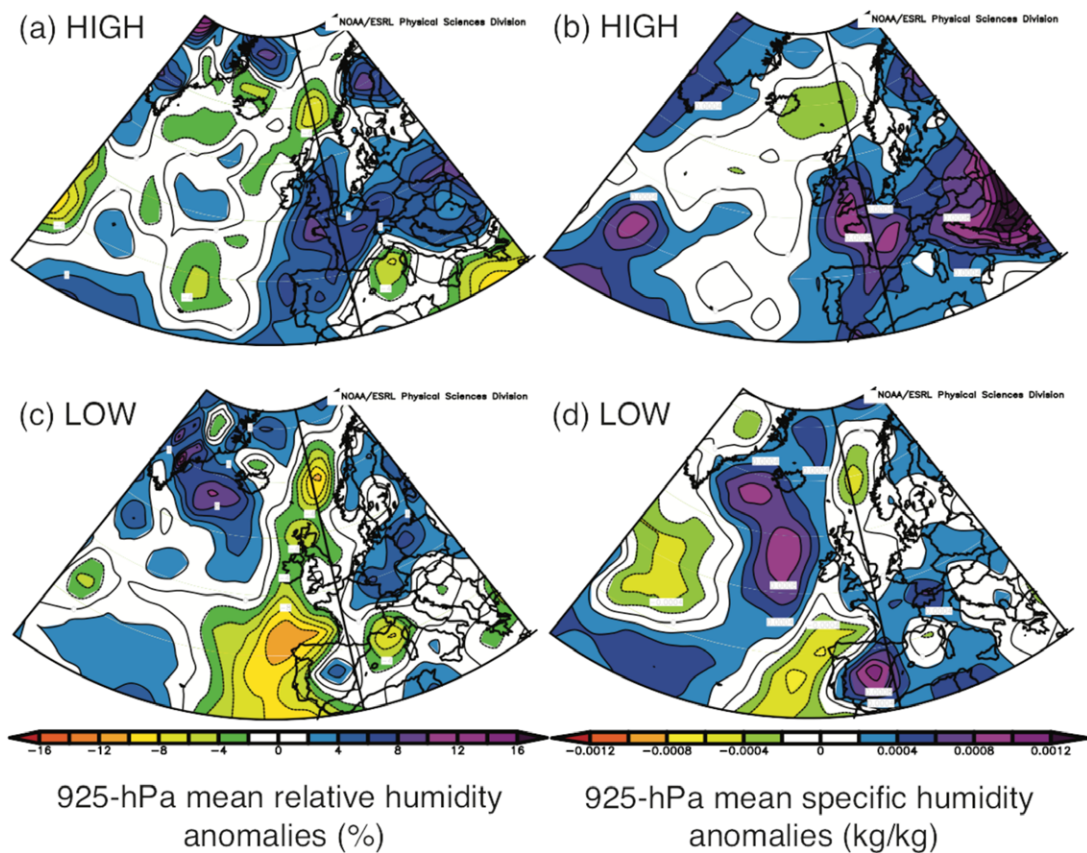 (a) HIGH
NOAA/ESRL Physical Sciences Division
(b) HIGH
NOAA/ESRL Physical Sciences Division
(c) LOW
NOAA/ESRL Physical Sciences Division
(d) LOW
NOAA/ESRL Physical Sciences Division
-16 -12 -8 -4 0 4 8 12 16
-0.0012 -0.0008 -0.0004 0 0.0004 0.0008 0.0012
925-hPa mean relative humidity
anomalies (%)
925-hPa mean specific humidity
anomalies (kg/kg)